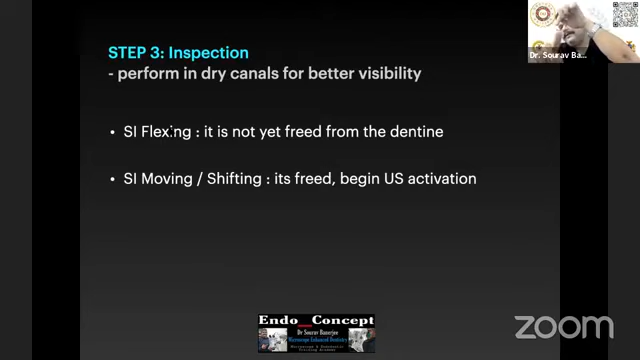 STEP 3: Inspection
- perform in dry canals for better visibility
• SI Flexing : it is not yet freed from the dentine
• SI Moving / Shifting : its freed, begin US activation
Dr. Sourav Ba...
Endo Concept
Dr Sourav Banerjee
Microscope Enhanced Dentistry
zoom